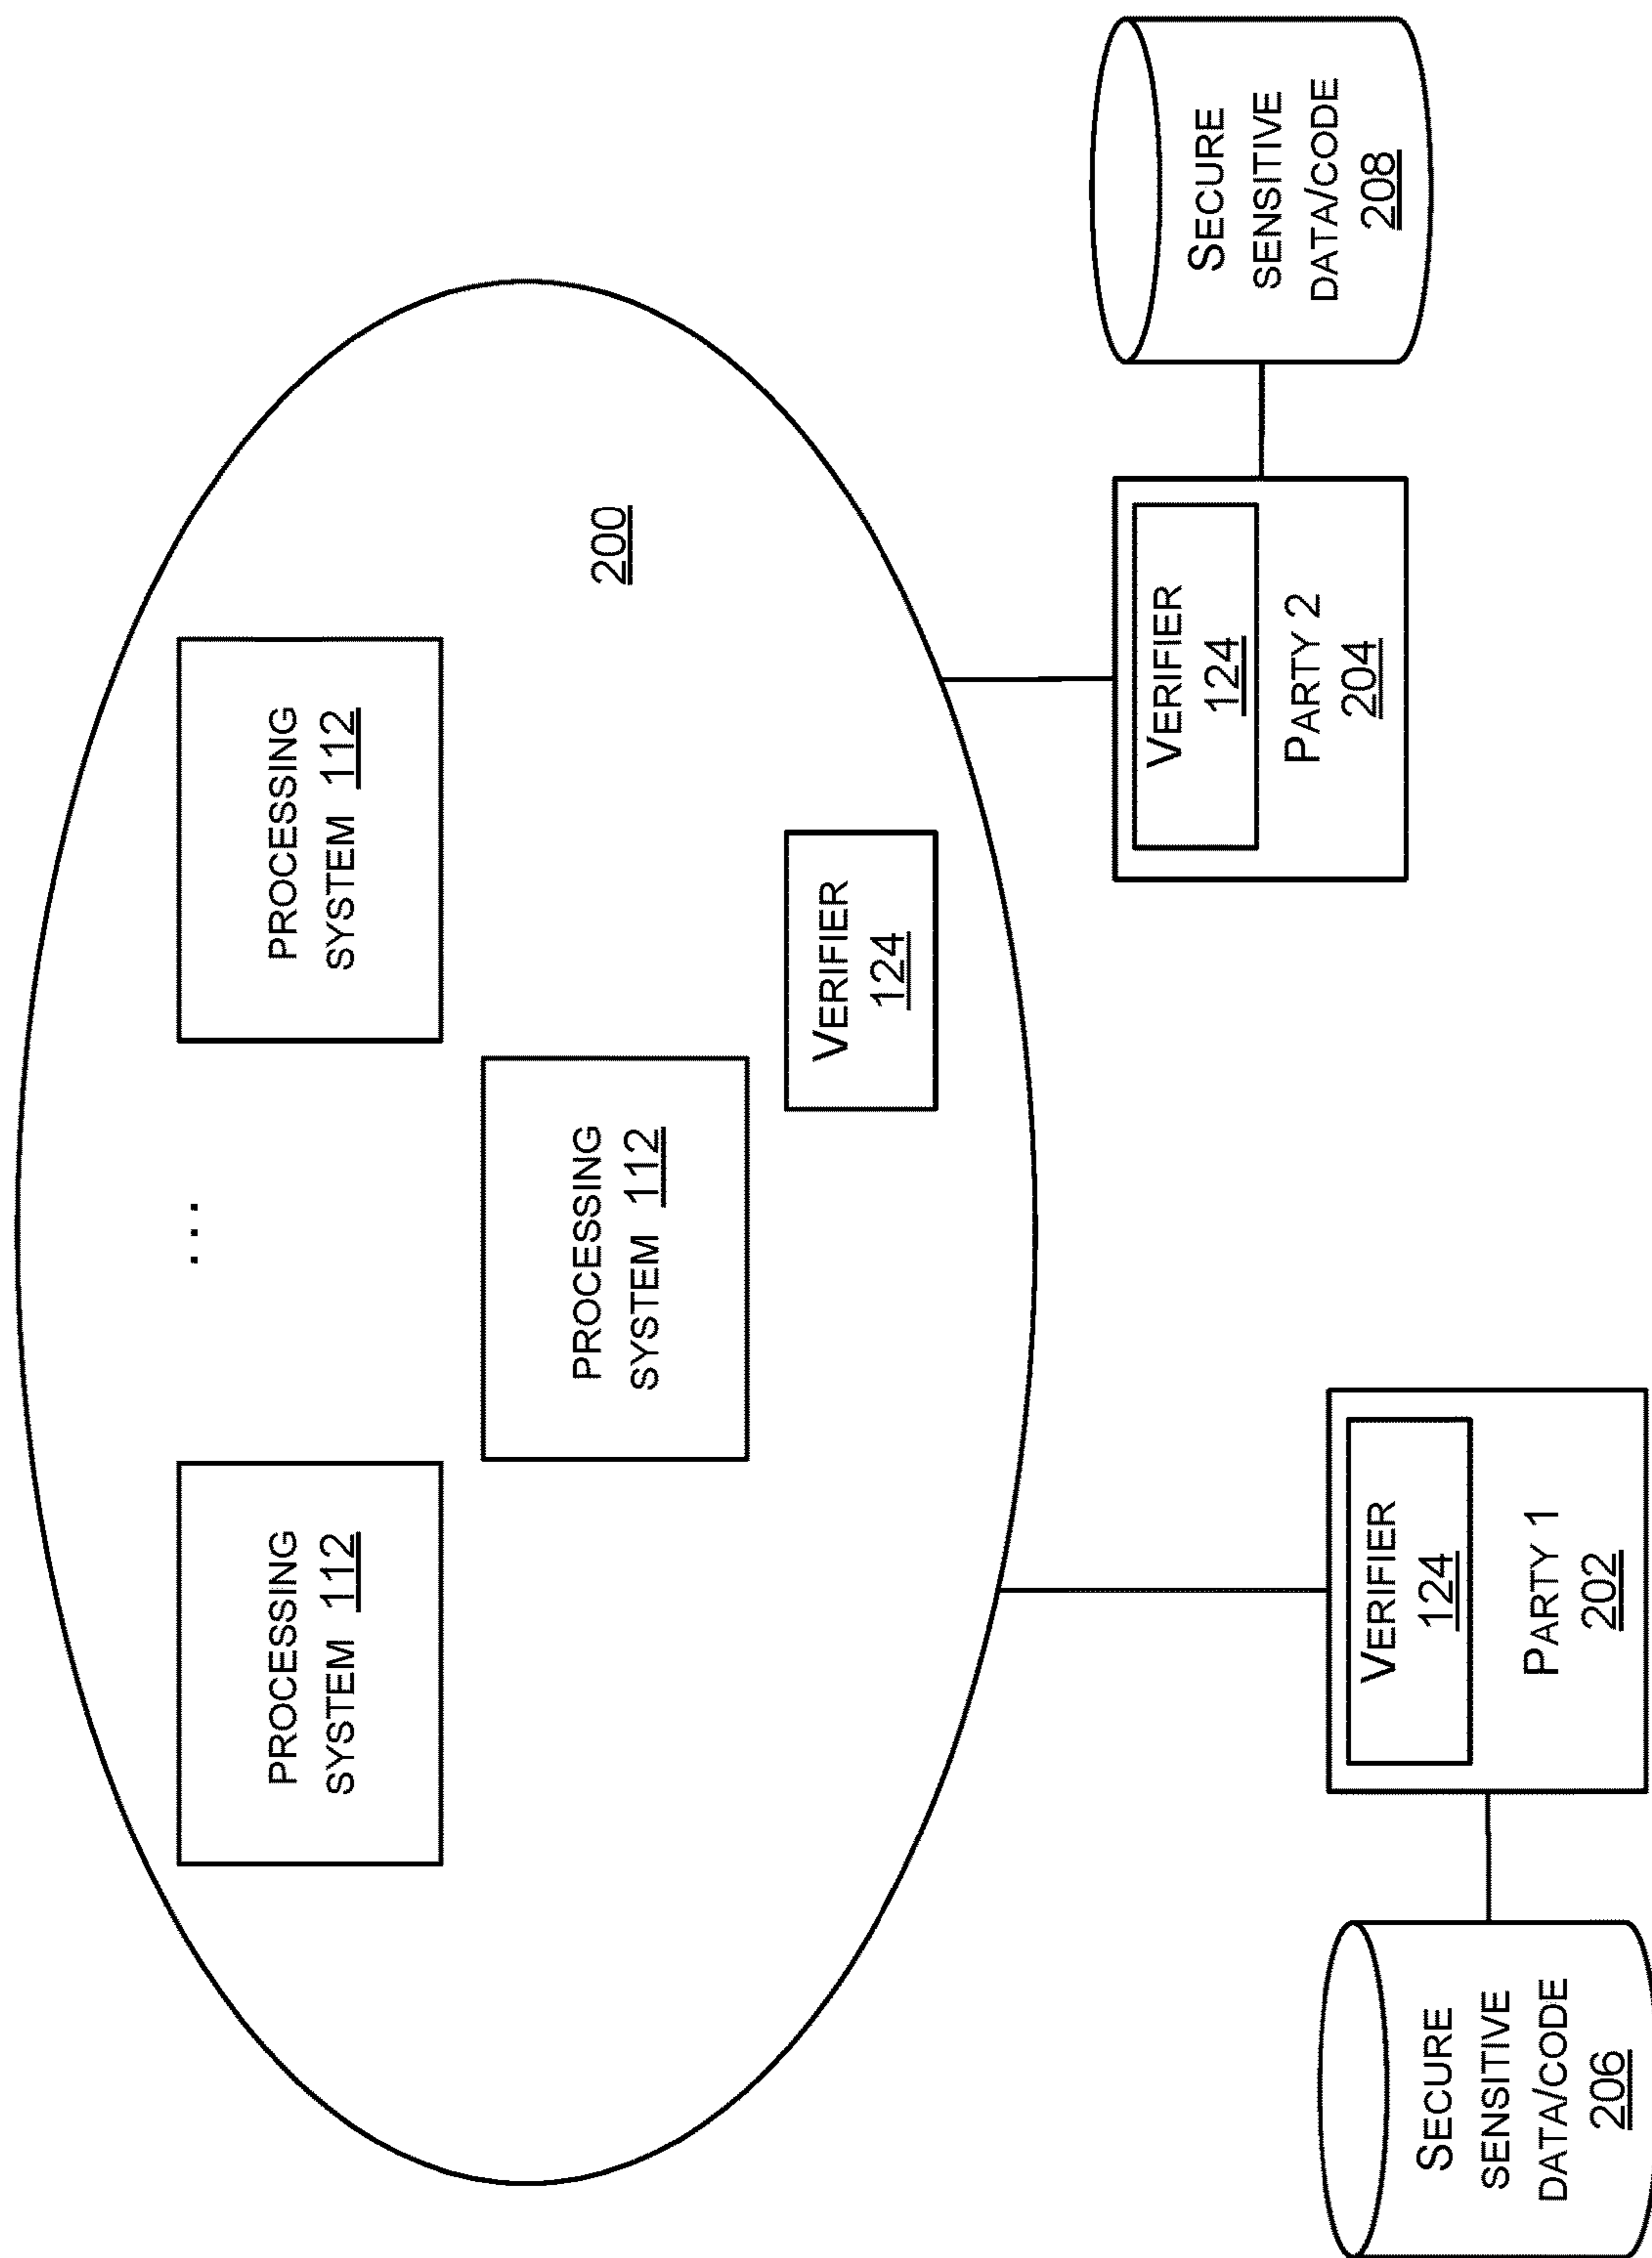 PROCESSING
SYSTEM 112
...
PROCESSING
SYSTEM 112
PROCESSING
SYSTEM 112
200
VERIFIER
124
VERIFIER
124
PARTY 2
204
SECURE
SENSITIVE
DATA/CODE
208
VERIFIER
124
PARTY 1
202
SECURE
SENSITIVE
DATA/CODE
206